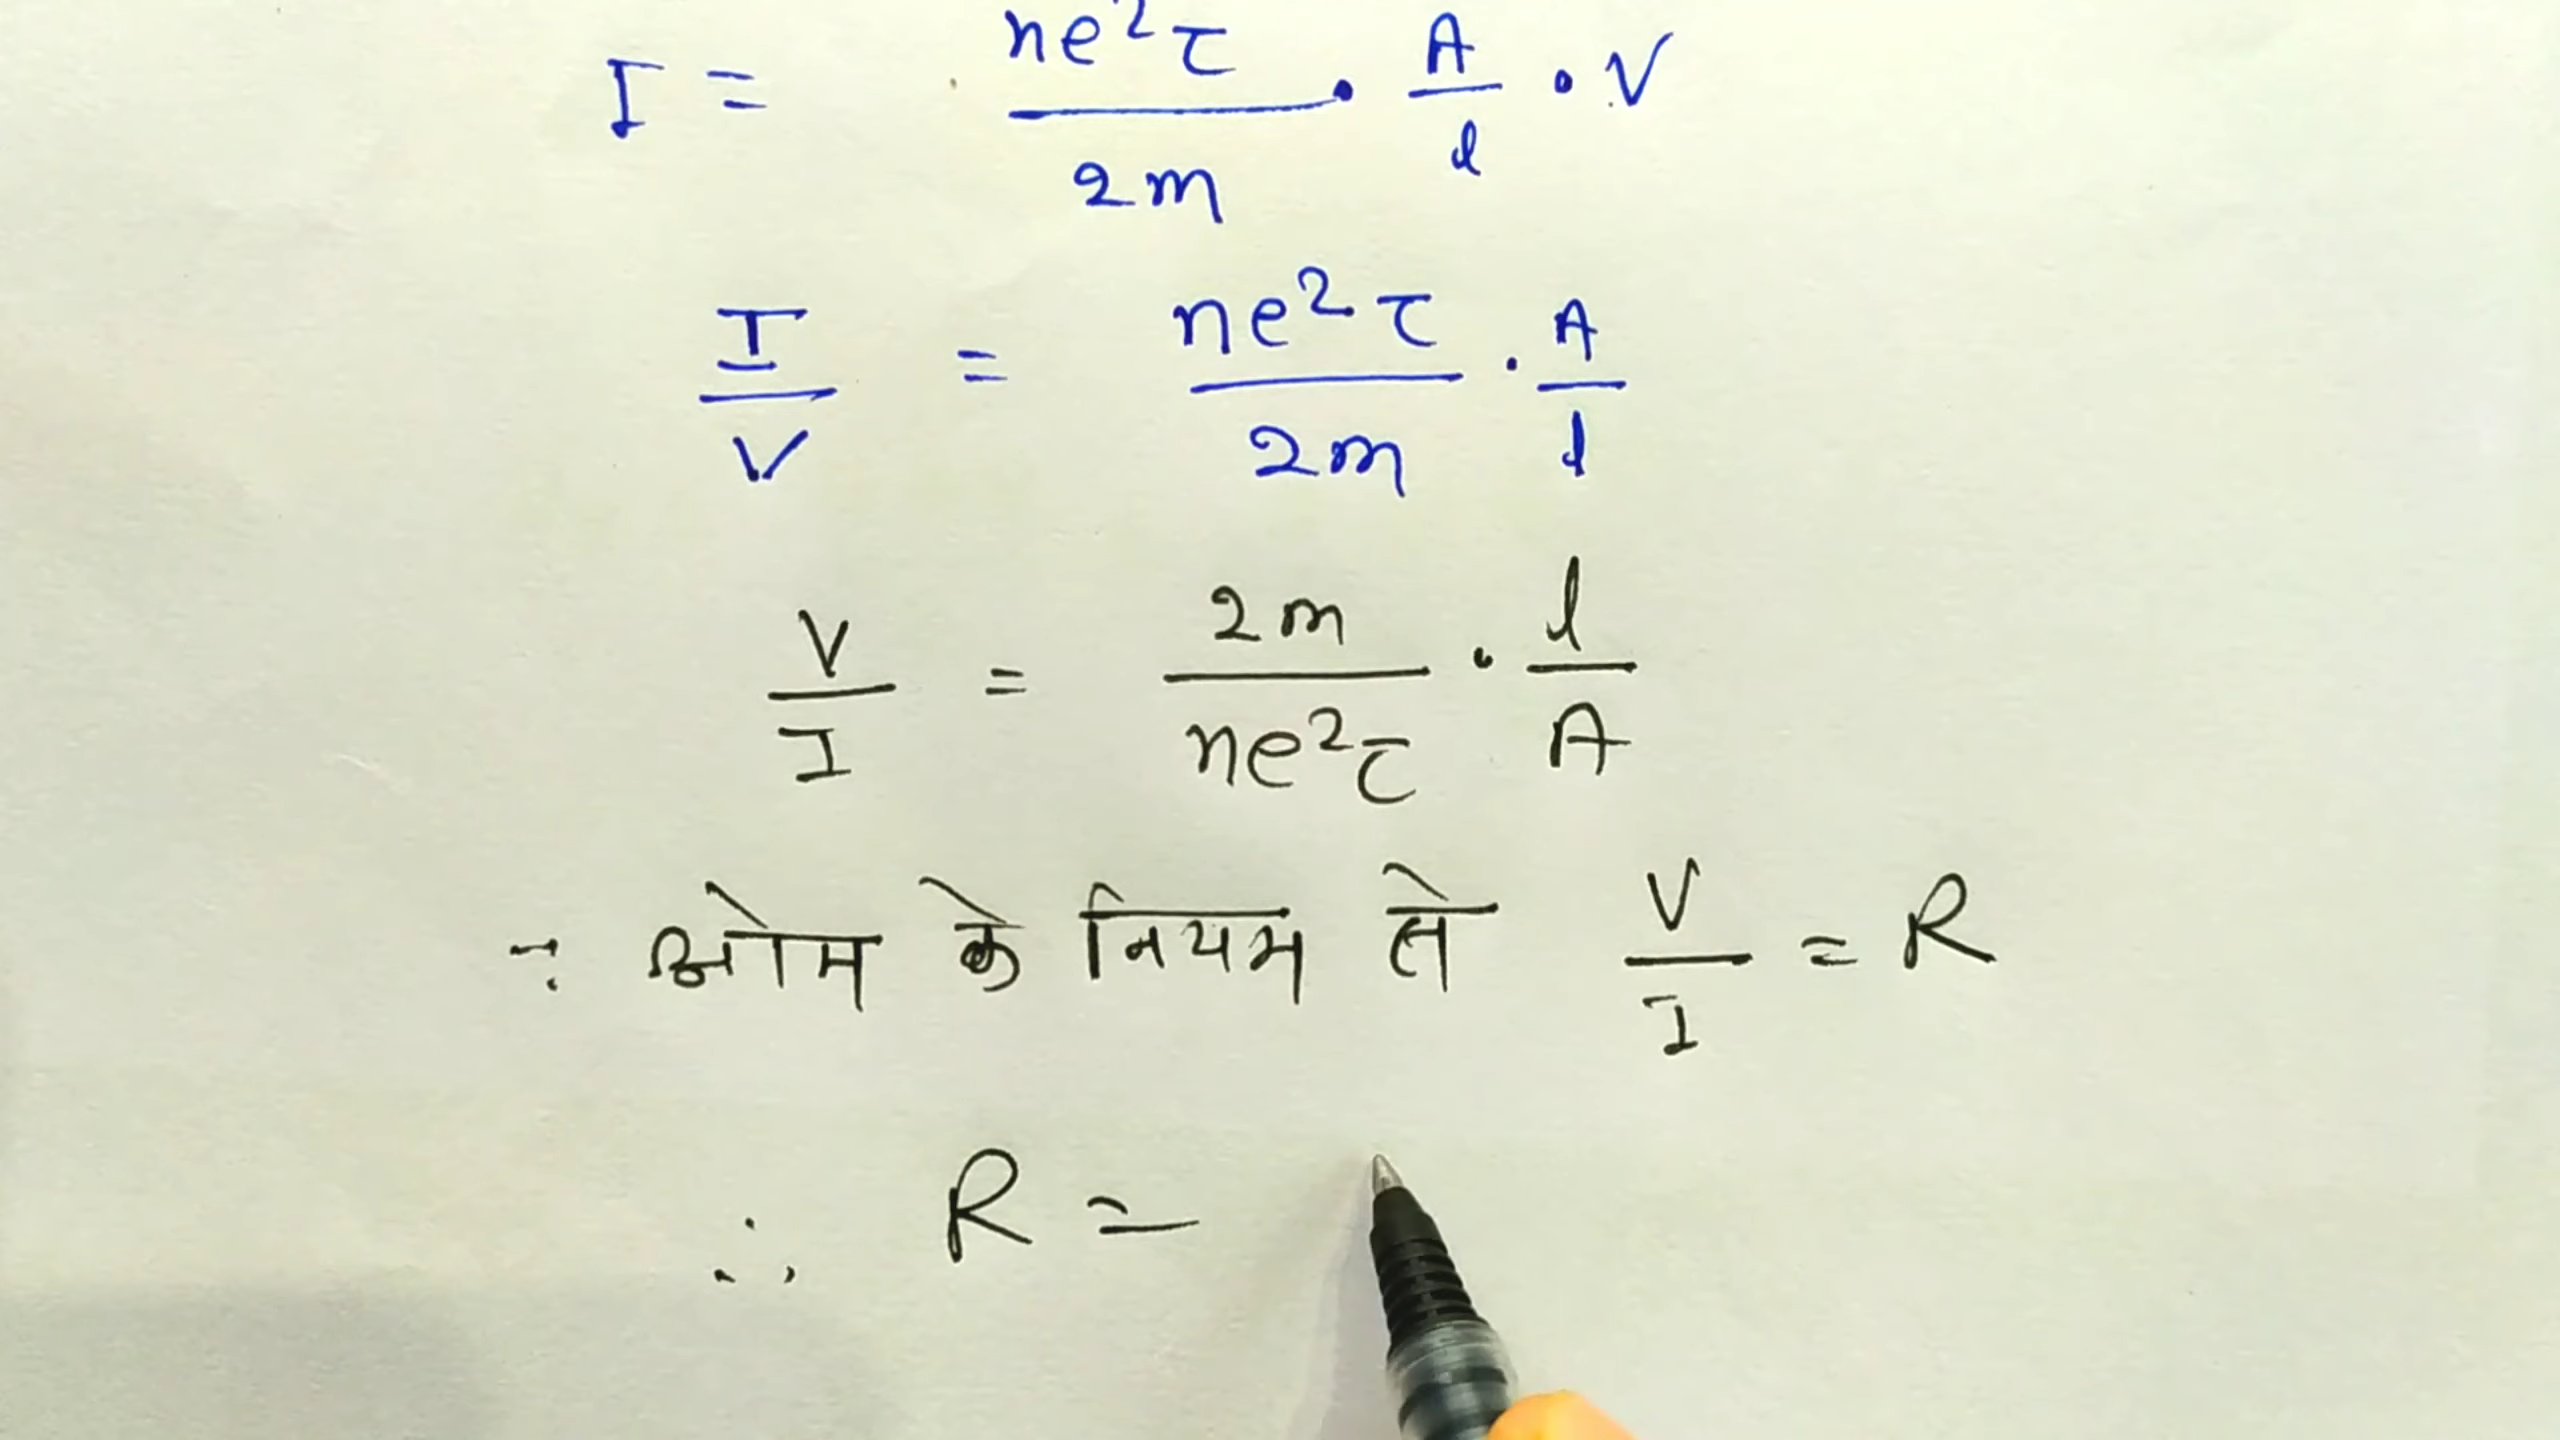 I = ne²τ/2m · A/l · V
I/V = ne²τ/2m · A/l
V/I = 2m/ne²τ · l/A
∵ ओम के नियम से V/I = R
∴ R =